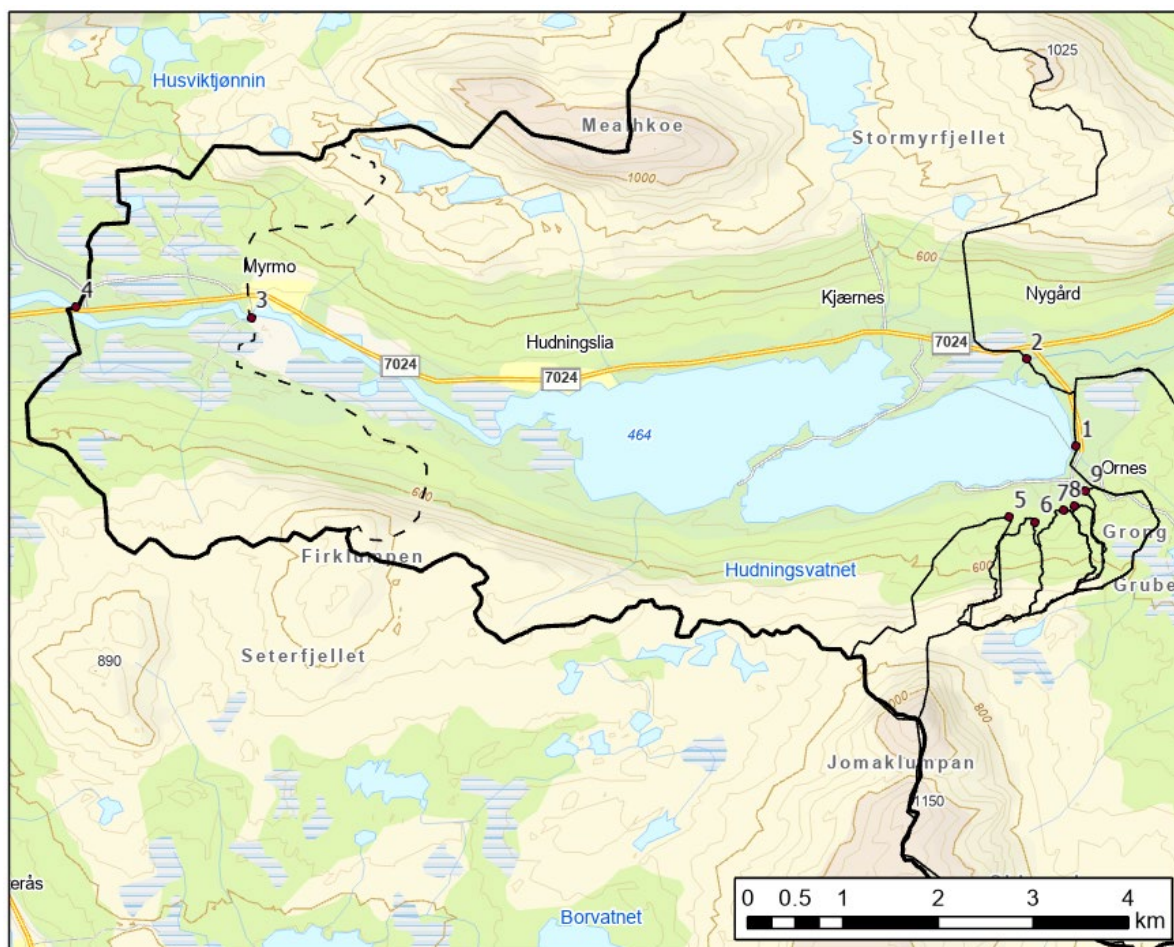 1025
Husviktjønnin
Meahkoe
Stormyrfjellet
1000
600
Myrmo
Kjærnes
Nygård
4
3
Hudningslia
7024
2
7024
7024
464
1
Ornes
9
5
6
7
8
600
Grong
Firklumpen
Hudningsvatnet
600
Grube
890
Seterfjellet
800
800
Jomaklumpan
1150
erås
Borvatnet
0 0.5 1 2 3 4
km